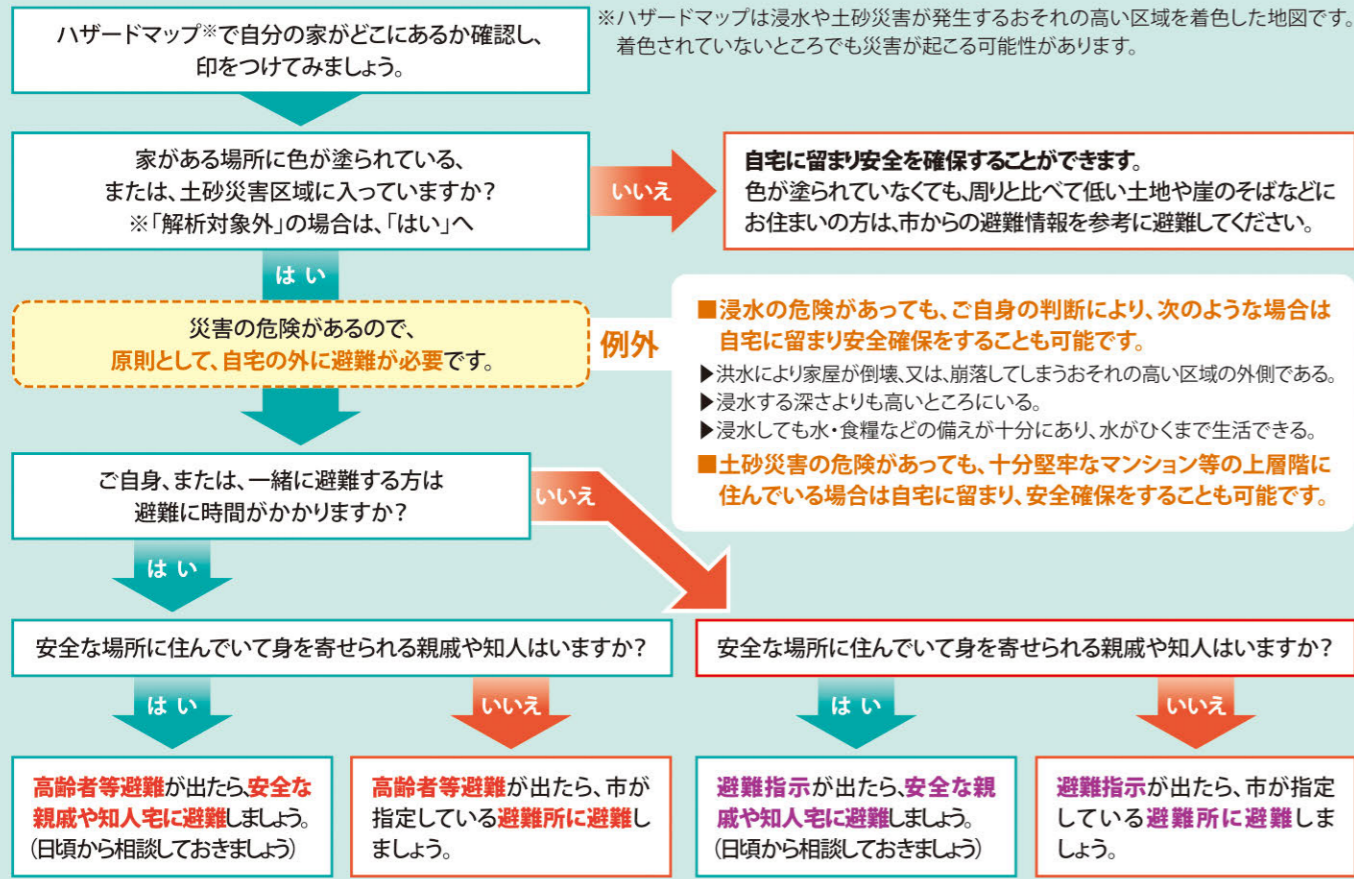 ハザードマップ※で自分の家がどこにあるか確認し、
印をつけてみましょう。
※ハザードマップは浸水や土砂災害が発生するおそれの高い区域を着色した地図です。
着色されていないところでも災害が起こる可能性があります。
家がある場所に色が塗られている、
または、土砂災害区域に入っていますか？
※「解析対象外」の場合は、「はい」へ
いいえ
自宅に留まり安全を確保することができます。
色が塗られていなくても、周りと比べて低い土地や崖のそばなどに
お住まいの方は、市からの避難情報を参考に避難してください。
はい
災害の危険があるので、
原則として、自宅の外に避難が必要です。
例外
■浸水の危険があっても、ご自身の判断により、次のような場合は
自宅に留まり安全確保をすることも可能です。
▶洪水により家屋が倒壊、又は、崩落してしまうおそれの高い区域の外側である。
▶浸水する深さよりも高いところにいる。
▶浸水しても水・食糧などの備えが十分にあり、水がひくまで生活できる。
■土砂災害の危険があっても、十分堅牢なマンション等の上層階に
住んでいる場合は自宅に留まり、安全確保をすることも可能です。
ご自身、または、一緒に避難する方は
避難に時間がかかりますか？
いいえ
はい
安全な場所に住んでいて身を寄せられる親戚や知人はいますか？
安全な場所に住んでいて身を寄せられる親戚や知人はいますか？
はい
いいえ
はい
いいえ
高齢者等避難が出たら、安全な
親戚や知人宅に避難しましょう。
（日頃から相談しておきましょう）
高齢者等避難が出たら、市が
指定している避難所に避難し
ましょう。
避難指示が出たら、安全な親
戚や知人宅に避難しましょう。
（日頃から相談しておきましょう）
避難指示が出たら、市が指定
している避難所に避難しま
しょう。